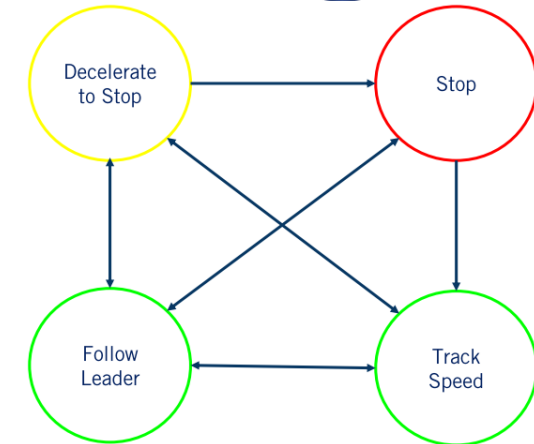 Decelerate
to Stop
Stop
Follow
Leader
Track
Speed